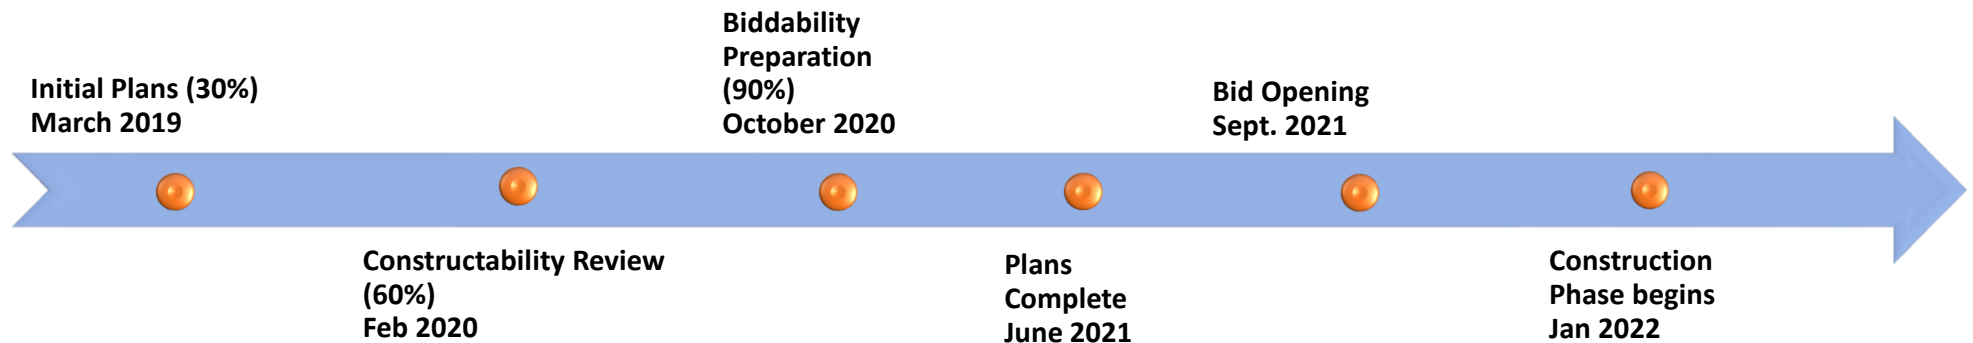 Initial Plans (30%)
March 2019
Constructability Review
(60%)
Feb 2020
Biddability
Preparation
(90%)
October 2020
Plans
Complete
June 2021
Bid Opening
Sept. 2021
Construction
Phase begins
Jan 2022